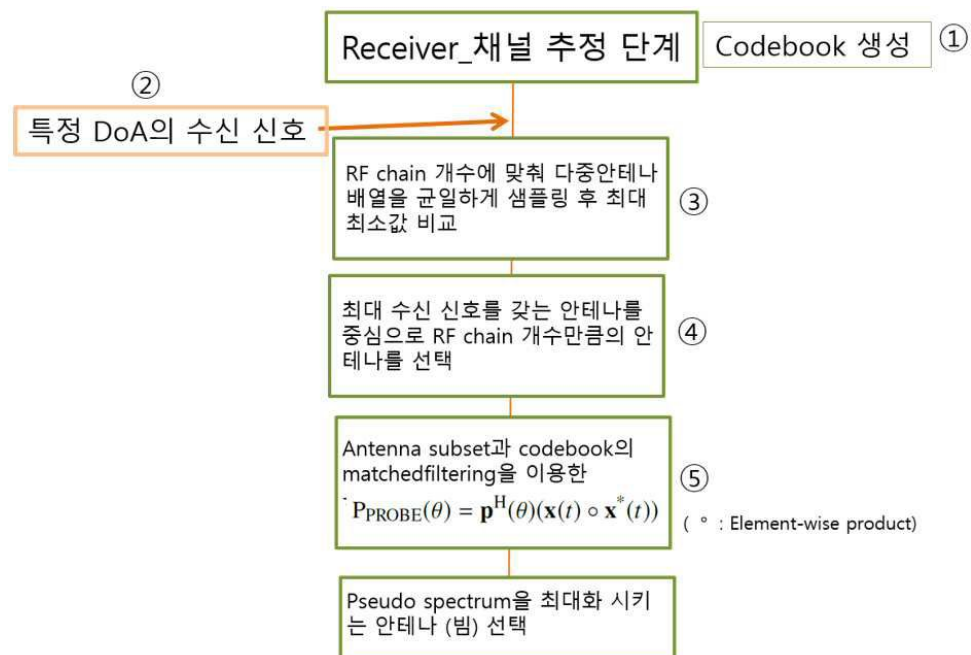 Receiver_채널 추정 단계
Codebook 생성
①
②
특정 DoA의 수신 신호
RF chain 개수에 맞춰 다중안테나
배열을 균일하게 샘플링 후 최대
최소값 비교
③
최대 수신 신호를 갖는 안테나를
중심으로 RF chain 개수만큼의 안
테나를 선택
④
Antenna subset과 codebook의
matchedfiltering을 이용한
P_PROBE(θ) = p^H(θ)(x(t) ∘ x^*(t))
⑤
( ° : Element-wise product)
Pseudo spectrum을 최대화 시키
는 안테나 (빔) 선택